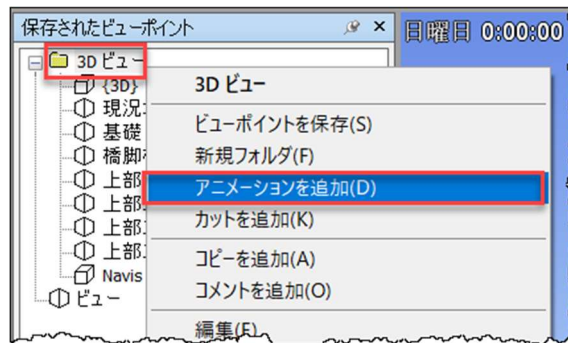 保存されたビューポイント
日曜日 0:00:00
3D ビュー
{3D}
現況
基礎
橋脚
上部
上部
上部
上部
Navis
ビュー
3D ビュー
ビューポイントを保存(S)
新規フォルダ(F)
アニメーションを追加(D)
カットを追加(K)
コピーを追加(A)
コメントを追加(O)
編集(E)